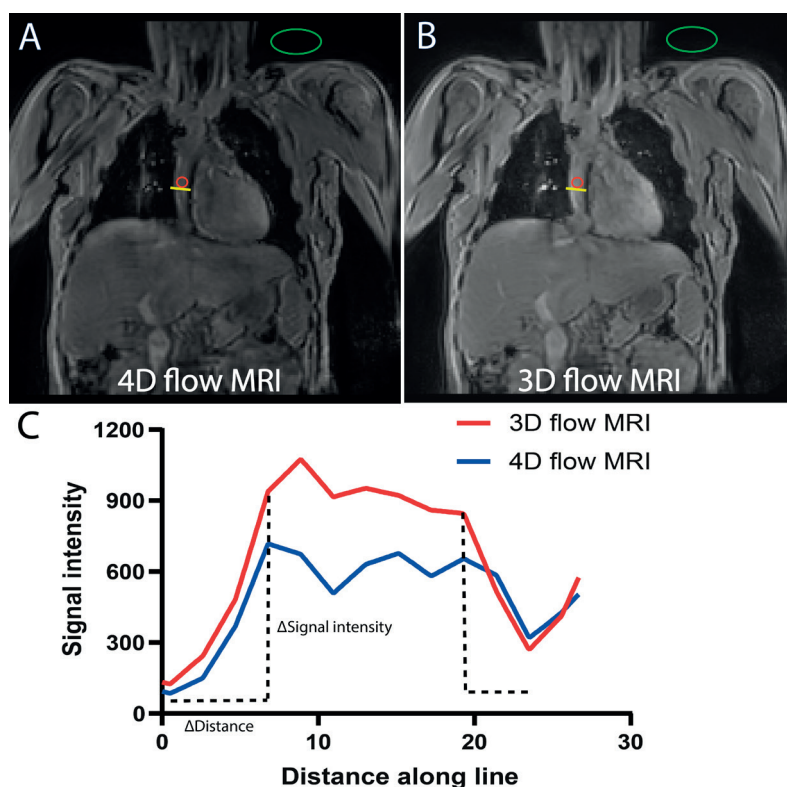 A
B
4D flow MRI
3D flow MRI
C
3D flow MRI
4D flow MRI
1200
900
600
300
0
Signal intensity
ΔSignal intensity
ΔDistance
0
10
20
30
Distance along line